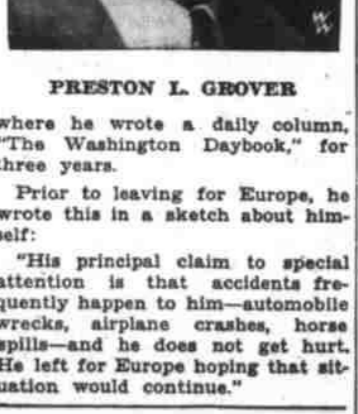 PRESTON L. GROVER
where he wrote a daily column,
"The Washington Daybook," for
three years.
Prior to leaving for Europe, he
wrote this in a sketch about him-
self:
"His principal claim to special
attention is that accidents fre-
quently happen to him—automobile
wrecks, airplane crashes, horse
spills—and he does not get hurt.
He left for Europe hoping that sit-
uation would continue."